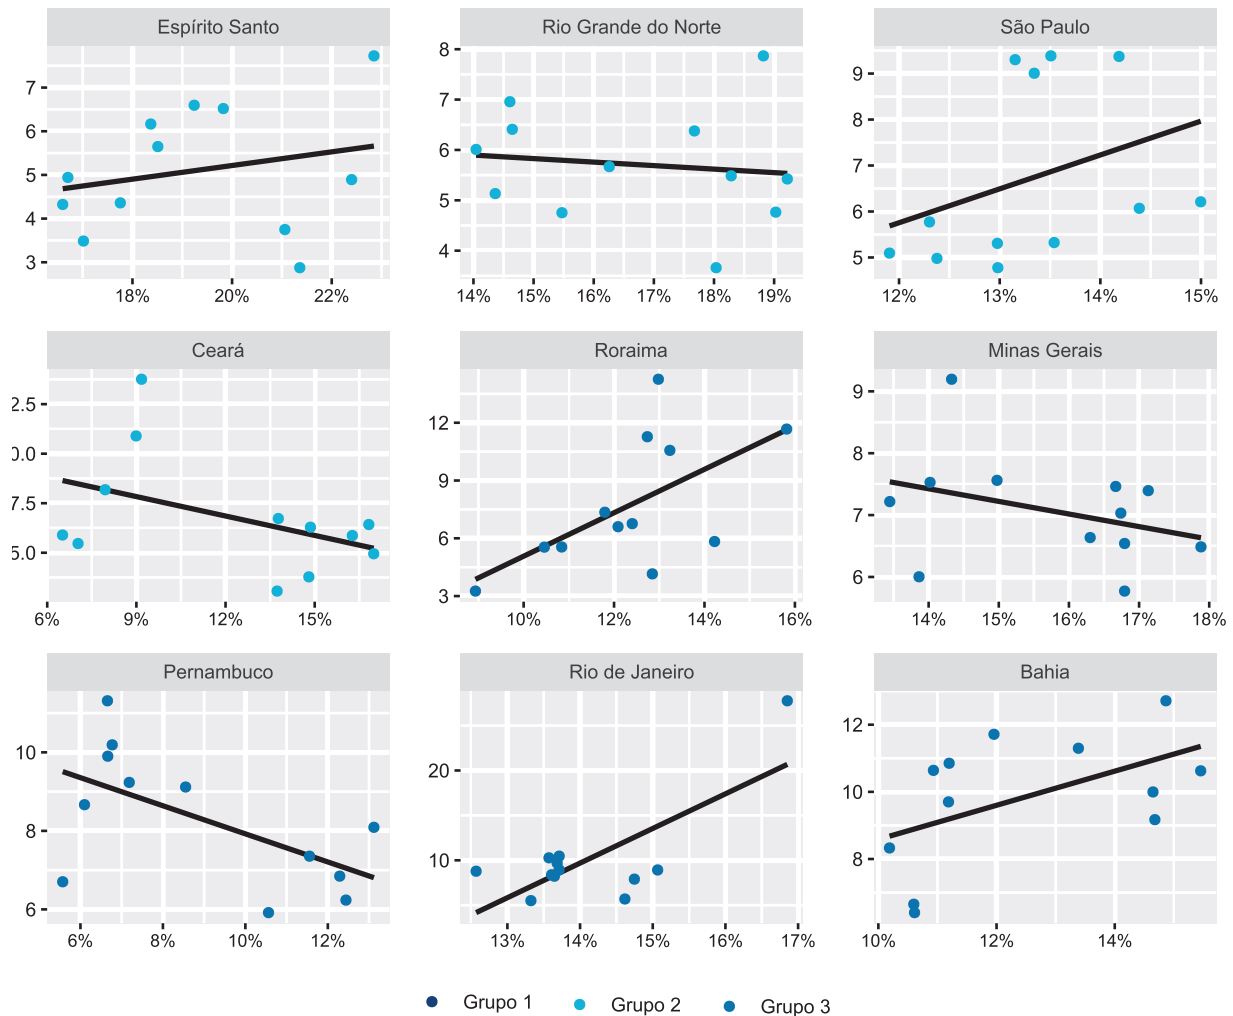 Espírito Santo
Rio Grande do Norte
São Paulo
7
6
5
4
3
18% 20% 22%
8
7
6
5
4
14% 15% 16% 17% 18% 19%
9
8
7
6
5
12% 13% 14% 15%
Ceará
Roraima
Minas Gerais
2.5
0.0
7.5
5.0
6% 9% 12% 15%
12
9
6
3
10% 12% 14% 16%
9
8
7
6
14% 15% 16% 17% 18%
Pernambuco
Rio de Janeiro
Bahia
10
8
6
6% 8% 10% 12%
20
10
13% 14% 15% 16% 17%
12
10
8
10% 12% 14%
Grupo 1 Grupo 2 Grupo 3